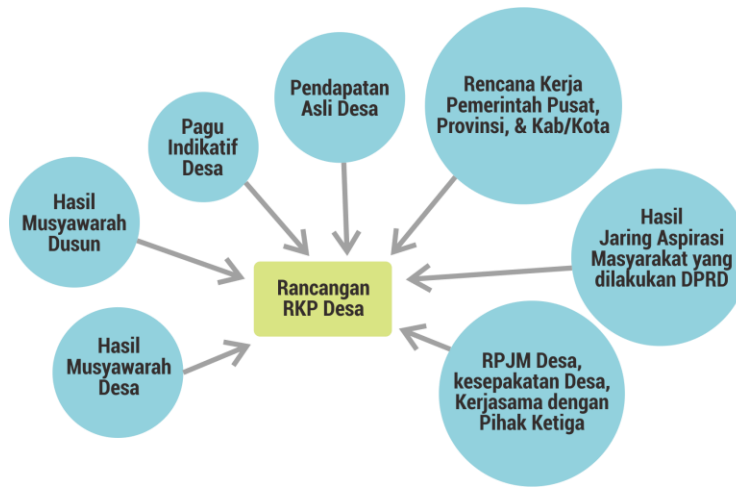 Pendapatan
Asli Desa
Rencana Kerja
Pemerintah Pusat,
Provinsi, & Kab/Kota
Pagu
Indikatif
Desa
Hasil
Musyawarah
Dusun
Hasil
Jaring Aspirasi
Masyarakat yang
dilakukan DPRD
Rancangan
RKP Desa
Hasil
Musyawarah
Desa
RPJM Desa,
kesepakatan Desa,
Kerjasama dengan
Pihak Ketiga